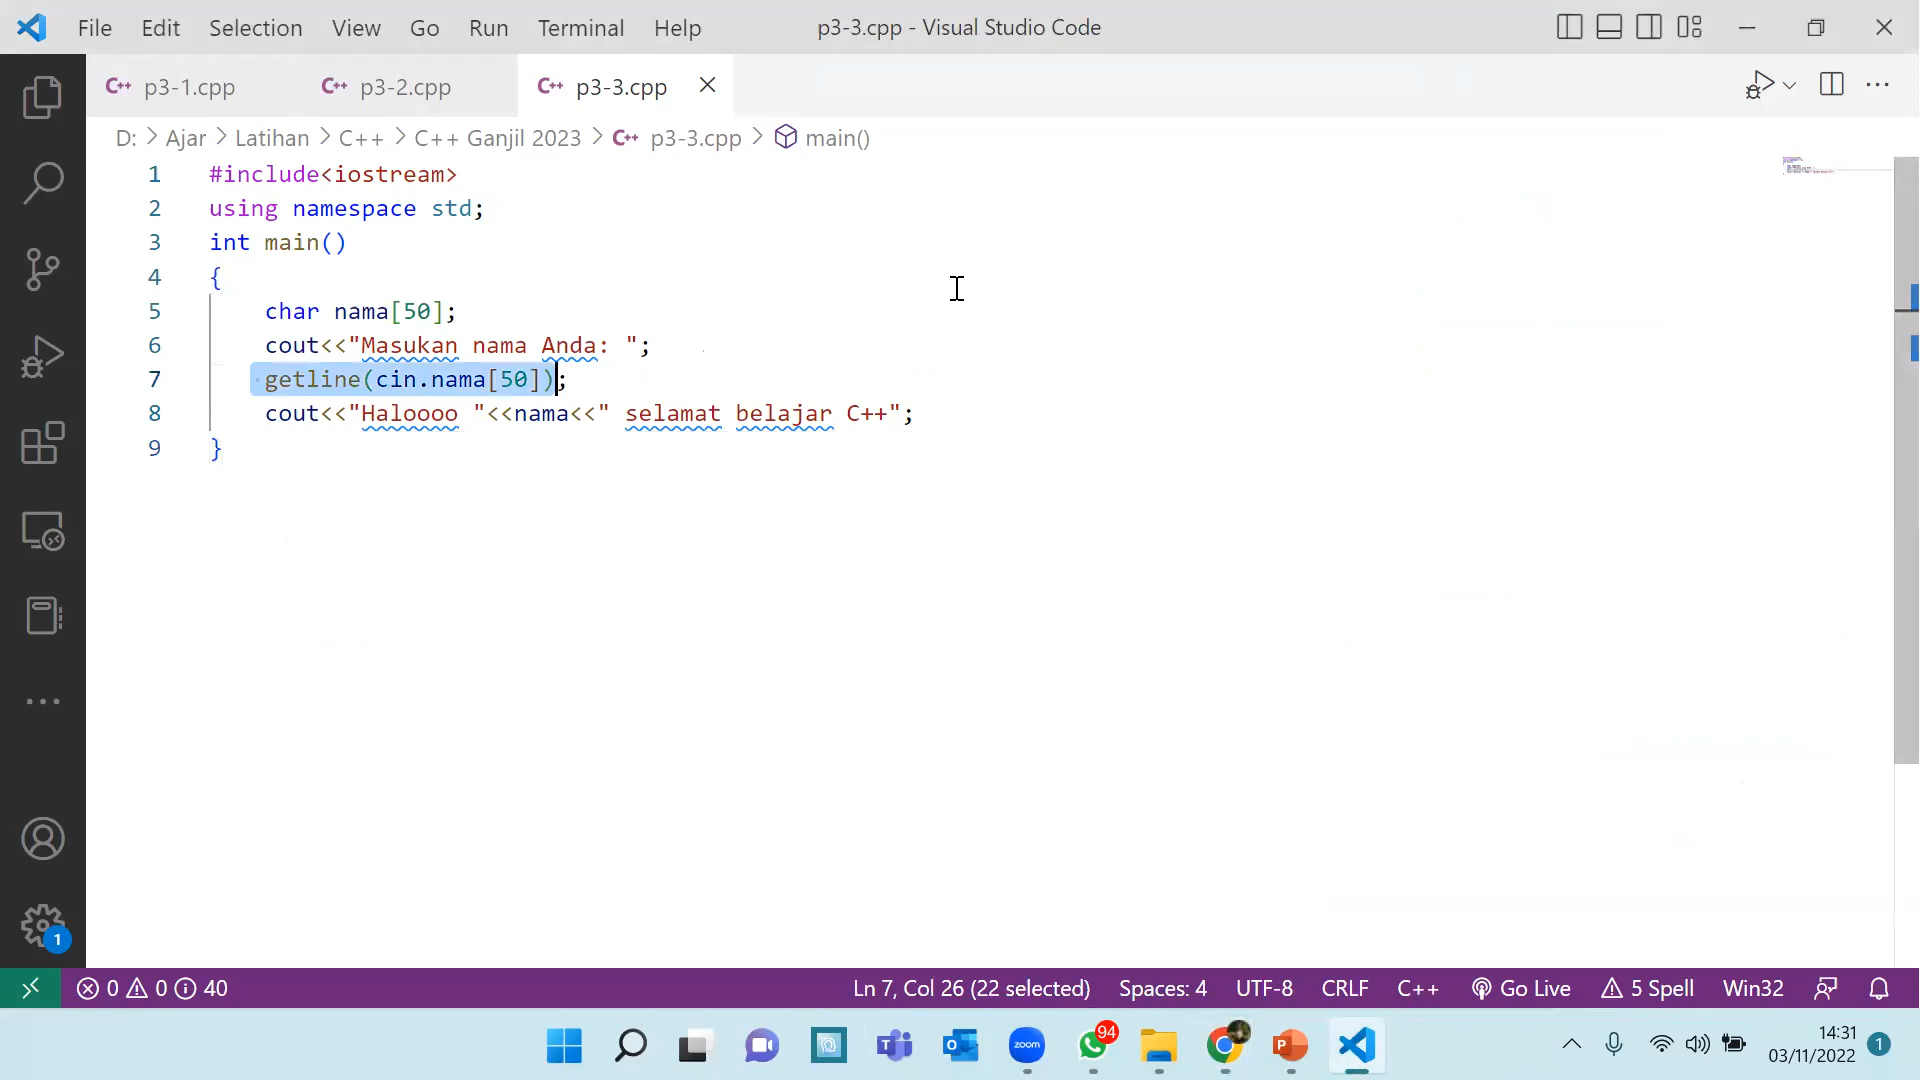 File Edit Selection View Go Run Terminal Help p3-3.cpp - Visual Studio Code
C++ p3-1.cpp C++ p3-2.cpp C++ p3-3.cpp
D: > Ajar > Latihan > C++ > C++ Ganjil 2023 > C++ p3-3.cpp > main()
1 #include<iostream>
2 using namespace std;
3 int main()
4 {
5 char nama[50];
6 cout<<"Masukan nama Anda: ";
7 getline(cin.nama[50]);
8 cout<<"Haloooo "<<nama<<" selamat belajar C++";
9 }
1
0 0 40 Ln 7, Col 26 (22 selected) Spaces: 4 UTF-8 CRLF C++ Go Live 5 Spell Win32
zoom 94 14:31
03/11/2022 1